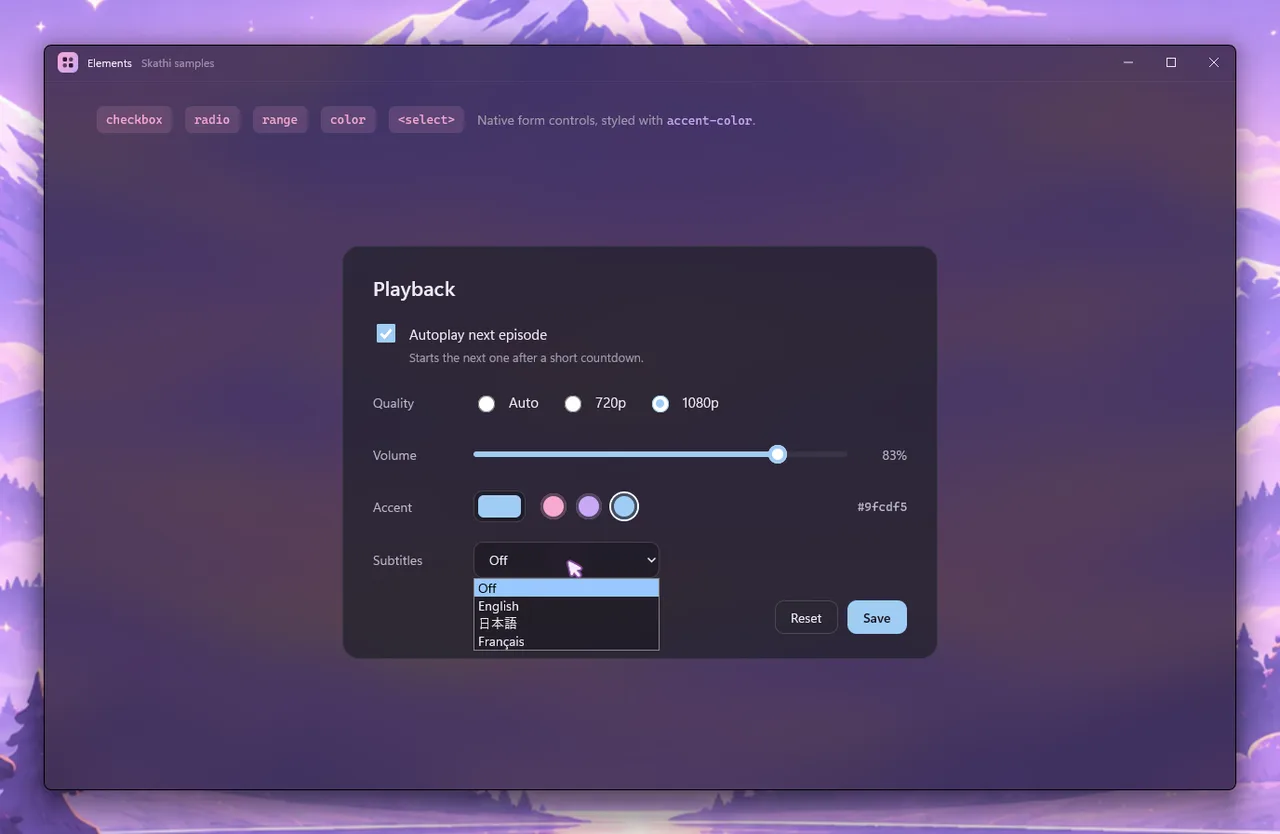 Elements Skathi samples
checkbox radio range color <select> Native form controls, styled with accent-color.
Playback
Autoplay next episode
Starts the next one after a short countdown.
Quality Auto 720p 1080p
Volume 83%
Accent #9fcdf5
Subtitles Off
Off
English
日本語
Français
Reset Save